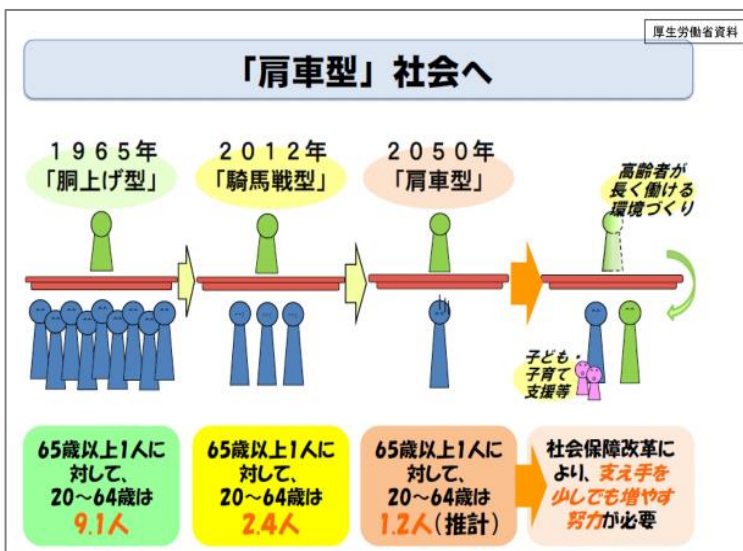 厚生労働省資料
「肩車型」社会へ
1965年
「胴上げ型」
2012年
「騎馬戦型」
2050年
「肩車型」
高齢者が
長く働ける
環境づくり
子ども・
子育て
支援等
65歳以上1人に
対して、
20～64歳は
9.1人
65歳以上1人に
対して、
20～64歳は
2.4人
65歳以上1人に
対して、
20～64歳は
1.2人(推計)
社会保障改革に
より、支え手を
少しでも増やす
努力が必要